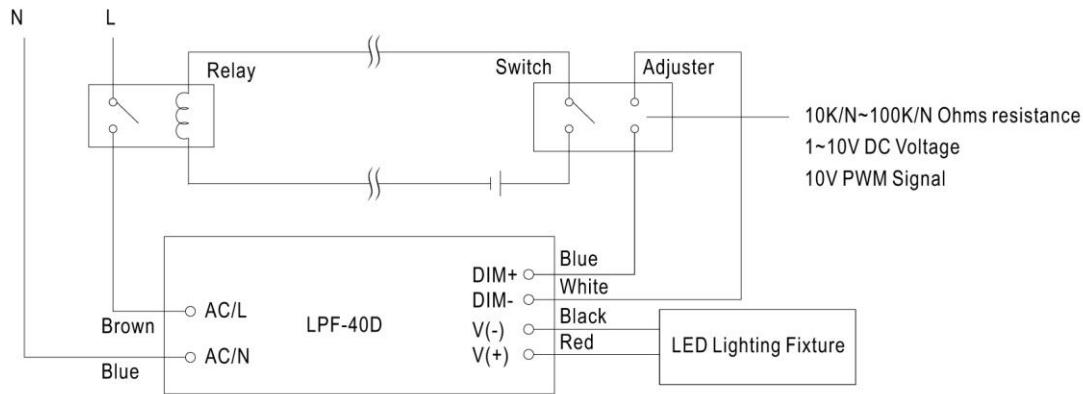 N
L
Relay
Switch
Adjuster
10K/N~100K/N Ohms resistance
1~10V DC Voltage
10V PWM Signal
Blue
DIM+
White
DIM-
Black
V(-)
Red
V(+)
AC/L
Brown
LPF-40D
AC/N
Blue
LED Lighting Fixture